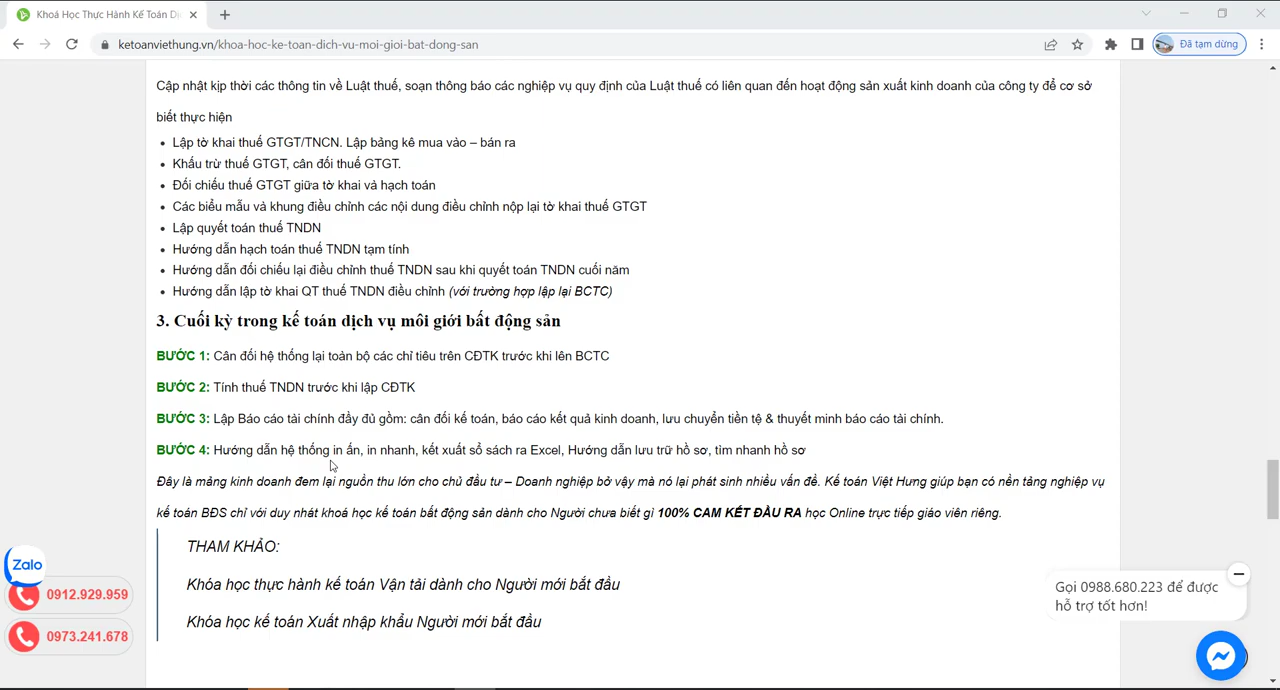 Khoá Học Thực Hành Kế Toán Dị
Đã tạm dừng
ketoanviethung.vn/khoa-hoc-ke-toan-dich-vu-moi-gioi-bat-dong-san
Cập nhật kịp thời các thông tin về Luật thuế, soạn thông báo các nghiệp vụ quy định của Luật thuế có liên quan đến hoạt động sản xuất kinh doanh của công ty để cơ sở
biết thực hiện
• Lập tờ khai thuế GTGT/TNCN. Lập bảng kê mua vào – bán ra
• Khấu trừ thuế GTGT, cân đối thuế GTGT.
• Đối chiếu thuế GTGT giữa tờ khai và hạch toán
• Các biểu mẫu và khung điều chỉnh các nội dung điều chỉnh nộp lại tờ khai thuế GTGT
• Lập quyết toán thuế TNDN
• Hướng dẫn hạch toán thuế TNDN tạm tính
• Hướng dẫn đối chiếu lại điều chỉnh thuế TNDN sau khi quyết toán TNDN cuối năm
• Hướng dẫn lập tờ khai QT thuế TNDN điều chỉnh (với trường hợp lập lại BCTC)
3. Cuối kỳ trong kế toán dịch vụ môi giới bất động sản
BƯỚC 1: Cân đối hệ thống lại toàn bộ các chỉ tiêu trên CĐTK trước khi lên BCTC
BƯỚC 2: Tính thuế TNDN trước khi lập CĐTK
BƯỚC 3: Lập Báo cáo tài chính đầy đủ gồm: cân đối kế toán, báo cáo kết quả kinh doanh, lưu chuyển tiền tệ & thuyết minh báo cáo tài chính.
BƯỚC 4: Hướng dẫn hệ thống in ấn, in nhanh, kết xuất sổ sách ra Excel, Hướng dẫn lưu trữ hồ sơ, tìm nhanh hồ sơ
Đây là mảng kinh doanh đem lại nguồn thu lớn cho chủ đầu tư – Doanh nghiệp bở vậy mà nó lại phát sinh nhiều vấn đề. Kế toán Việt Hưng giúp bạn có nền tảng nghiệp vụ
kế toán BĐS chỉ với duy nhất khoá học kế toán bất động sản dành cho Người chưa biết gì 100% CAM KẾT ĐẦU RA học Online trực tiếp giáo viên riêng.
THAM KHẢO:
Khóa học thực hành kế toán Vận tải dành cho Người mới bắt đầu
Khóa học kế toán Xuất nhập khẩu Người mới bắt đầu
Zalo
0912.929.959
0973.241.678
Gọi 0988.680.223 để được
hỗ trợ tốt hơn!